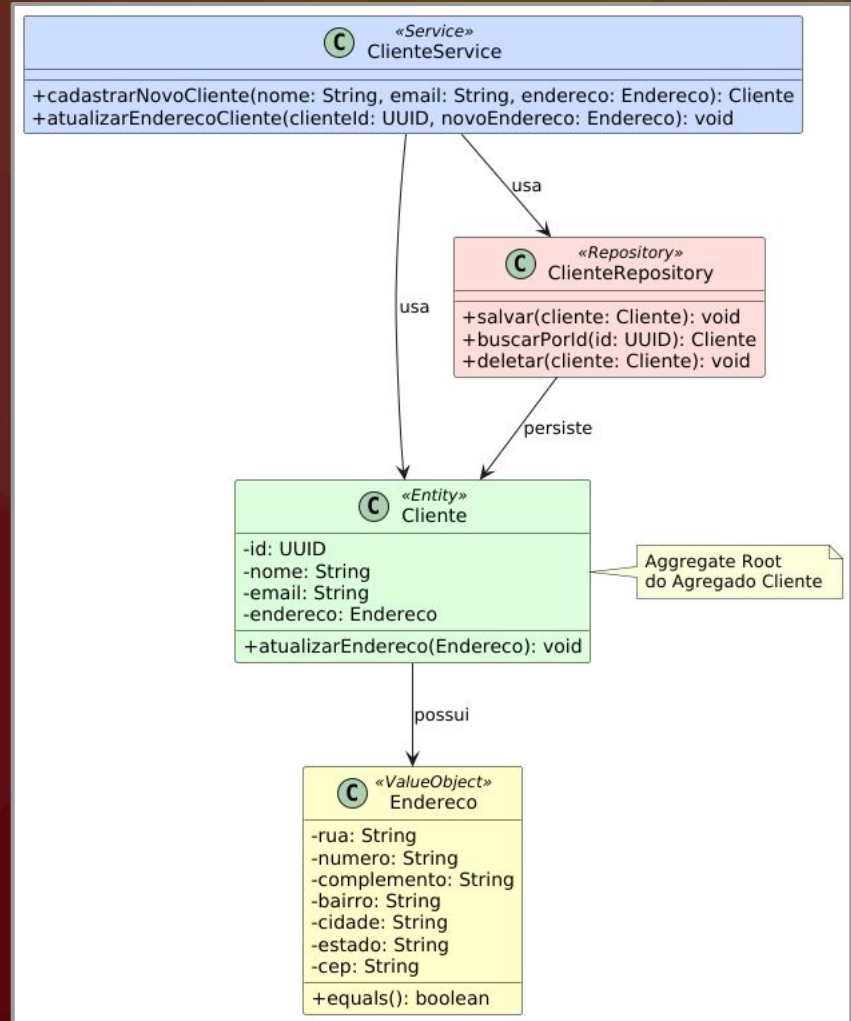 «Service»
C ClienteService
+cadastrarNovoCliente(nome: String, email: String, endereco: Endereco): Cliente
+atualizarEnderecoCliente(clienteId: UUID, novoEndereco: Endereco): void
usa
«Repository»
C ClienteRepository
+salvar(cliente: Cliente): void
+buscarPorId(id: UUID): Cliente
+deletar(cliente: Cliente): void
usa
persiste
«Entity»
C Cliente
-id: UUID
-nome: String
-email: String
-endereco: Endereco
+atualizarEndereco(Endereco): void
Aggregate Root
do Agregado Cliente
possui
«ValueObject»
C Endereco
-rua: String
-numero: String
-complemento: String
-bairro: String
-cidade: String
-estado: String
-cep: String
+equals(): boolean